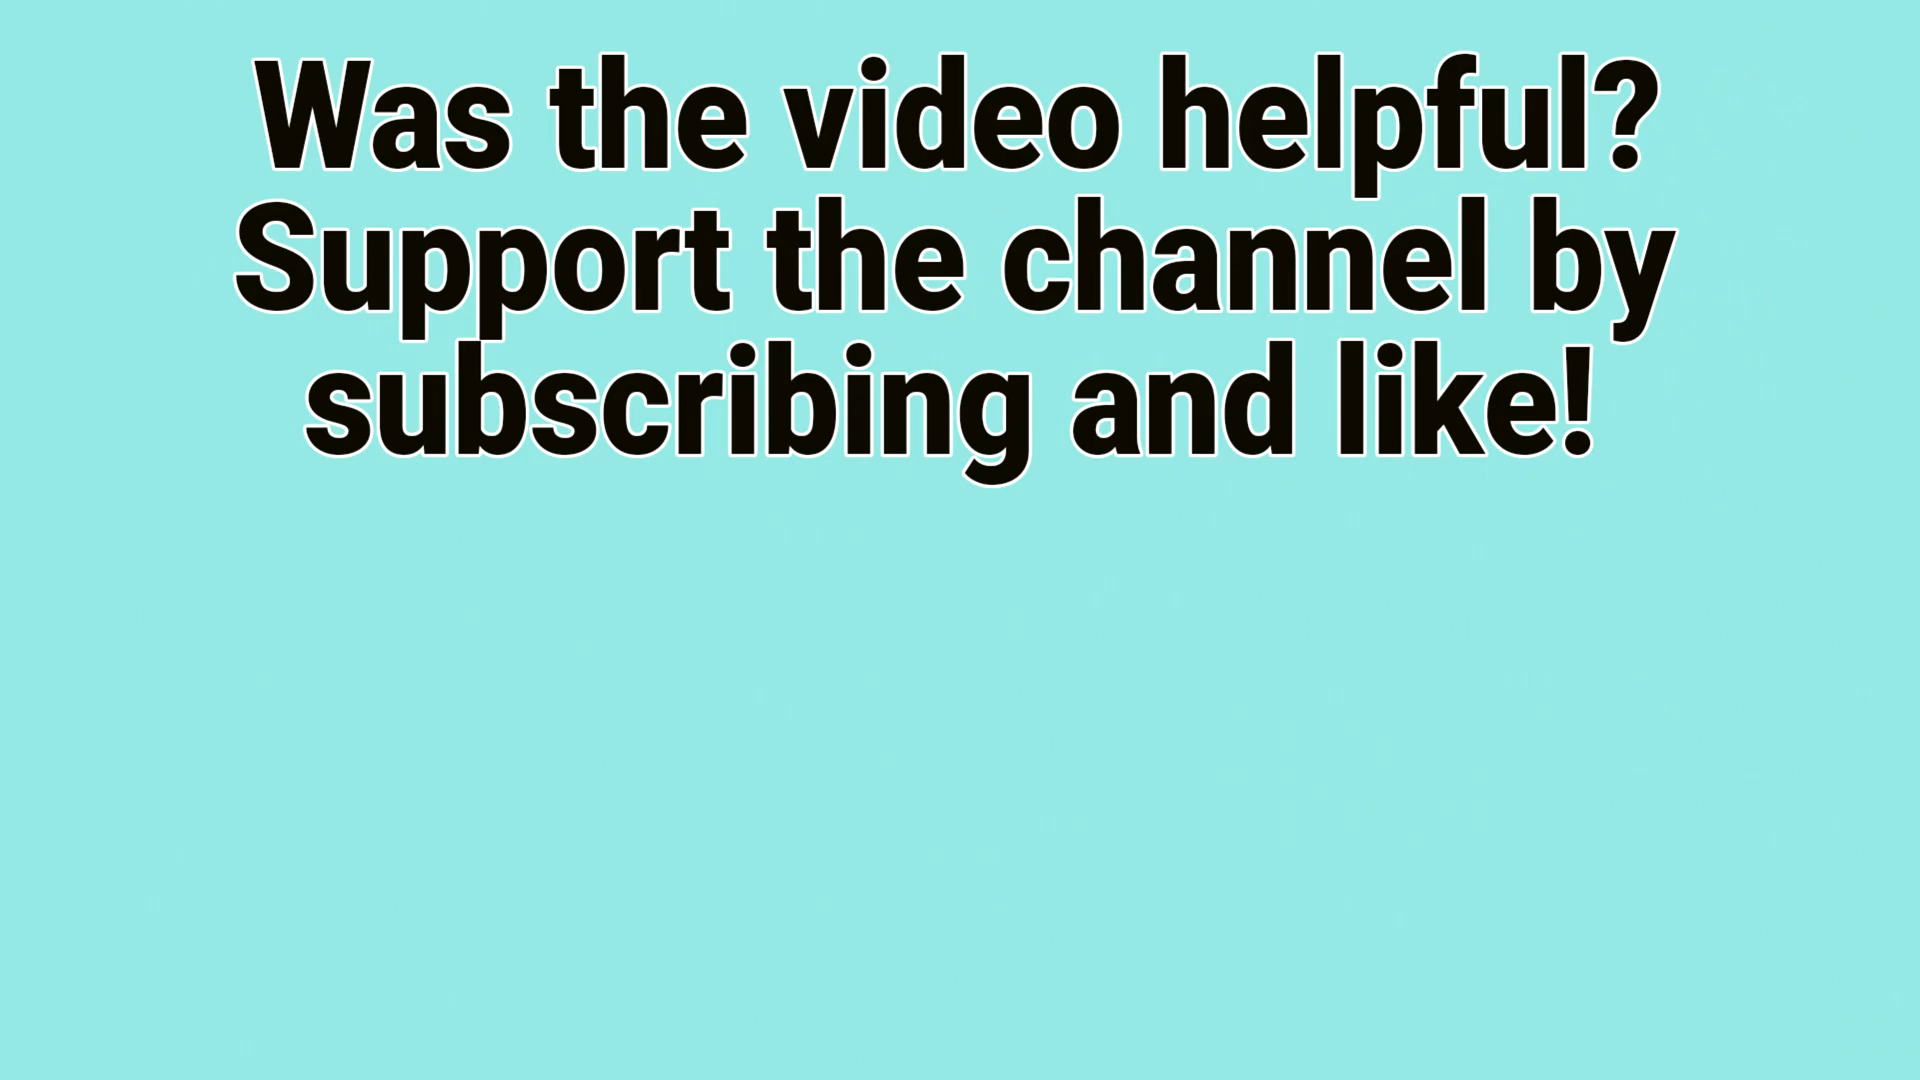 Was the video helpful?
Support the channel by
subscribing and like!